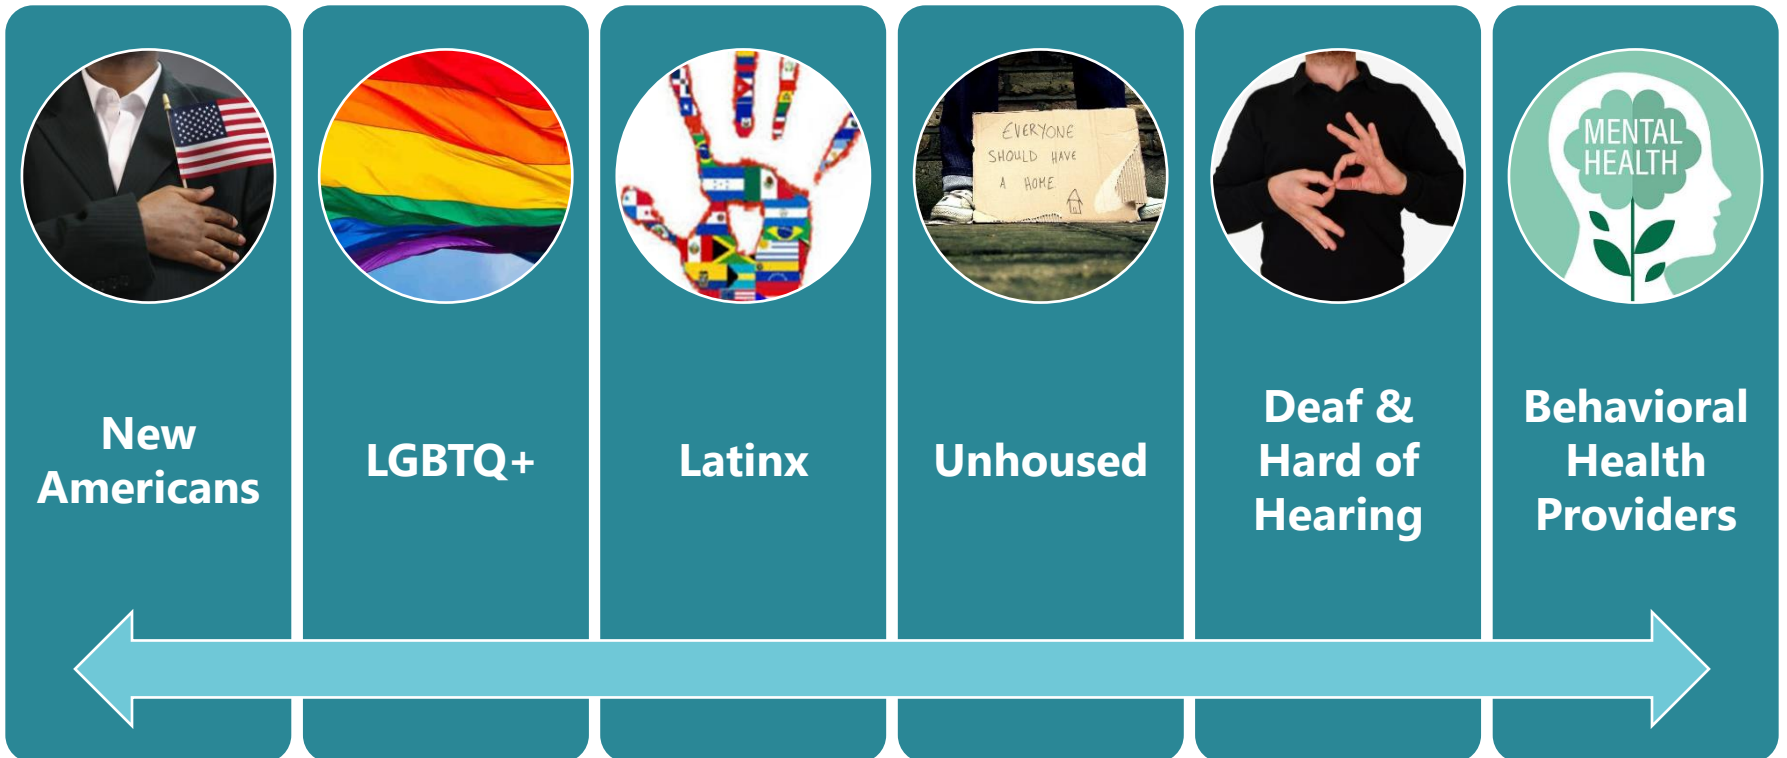 EVERYONE
SHOULD HAVE
A HOME
MENTAL
HEALTH
New
Americans
LGBTQ+
Latinx
Unhoused
Deaf &
Hard of
Hearing
Behavioral
Health
Providers